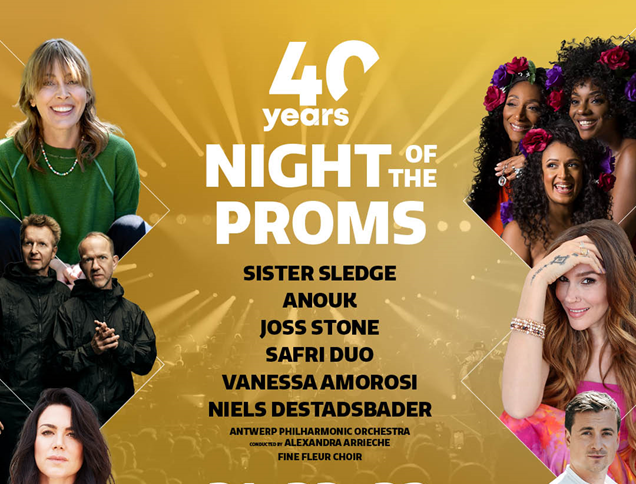 40
years
NIGHT OF
THE
PROMS
SISTER SLEDGE
ANOUK
JOSS STONE
SAFRI DUO
VANESSA AMOROSI
NIELS DESTADSBADER
ANTWERP PHILHARMONIC ORCHESTRA
CONDUCTED BY ALEXANDRA ARRIECHE
FINE FLEUR CHOIR